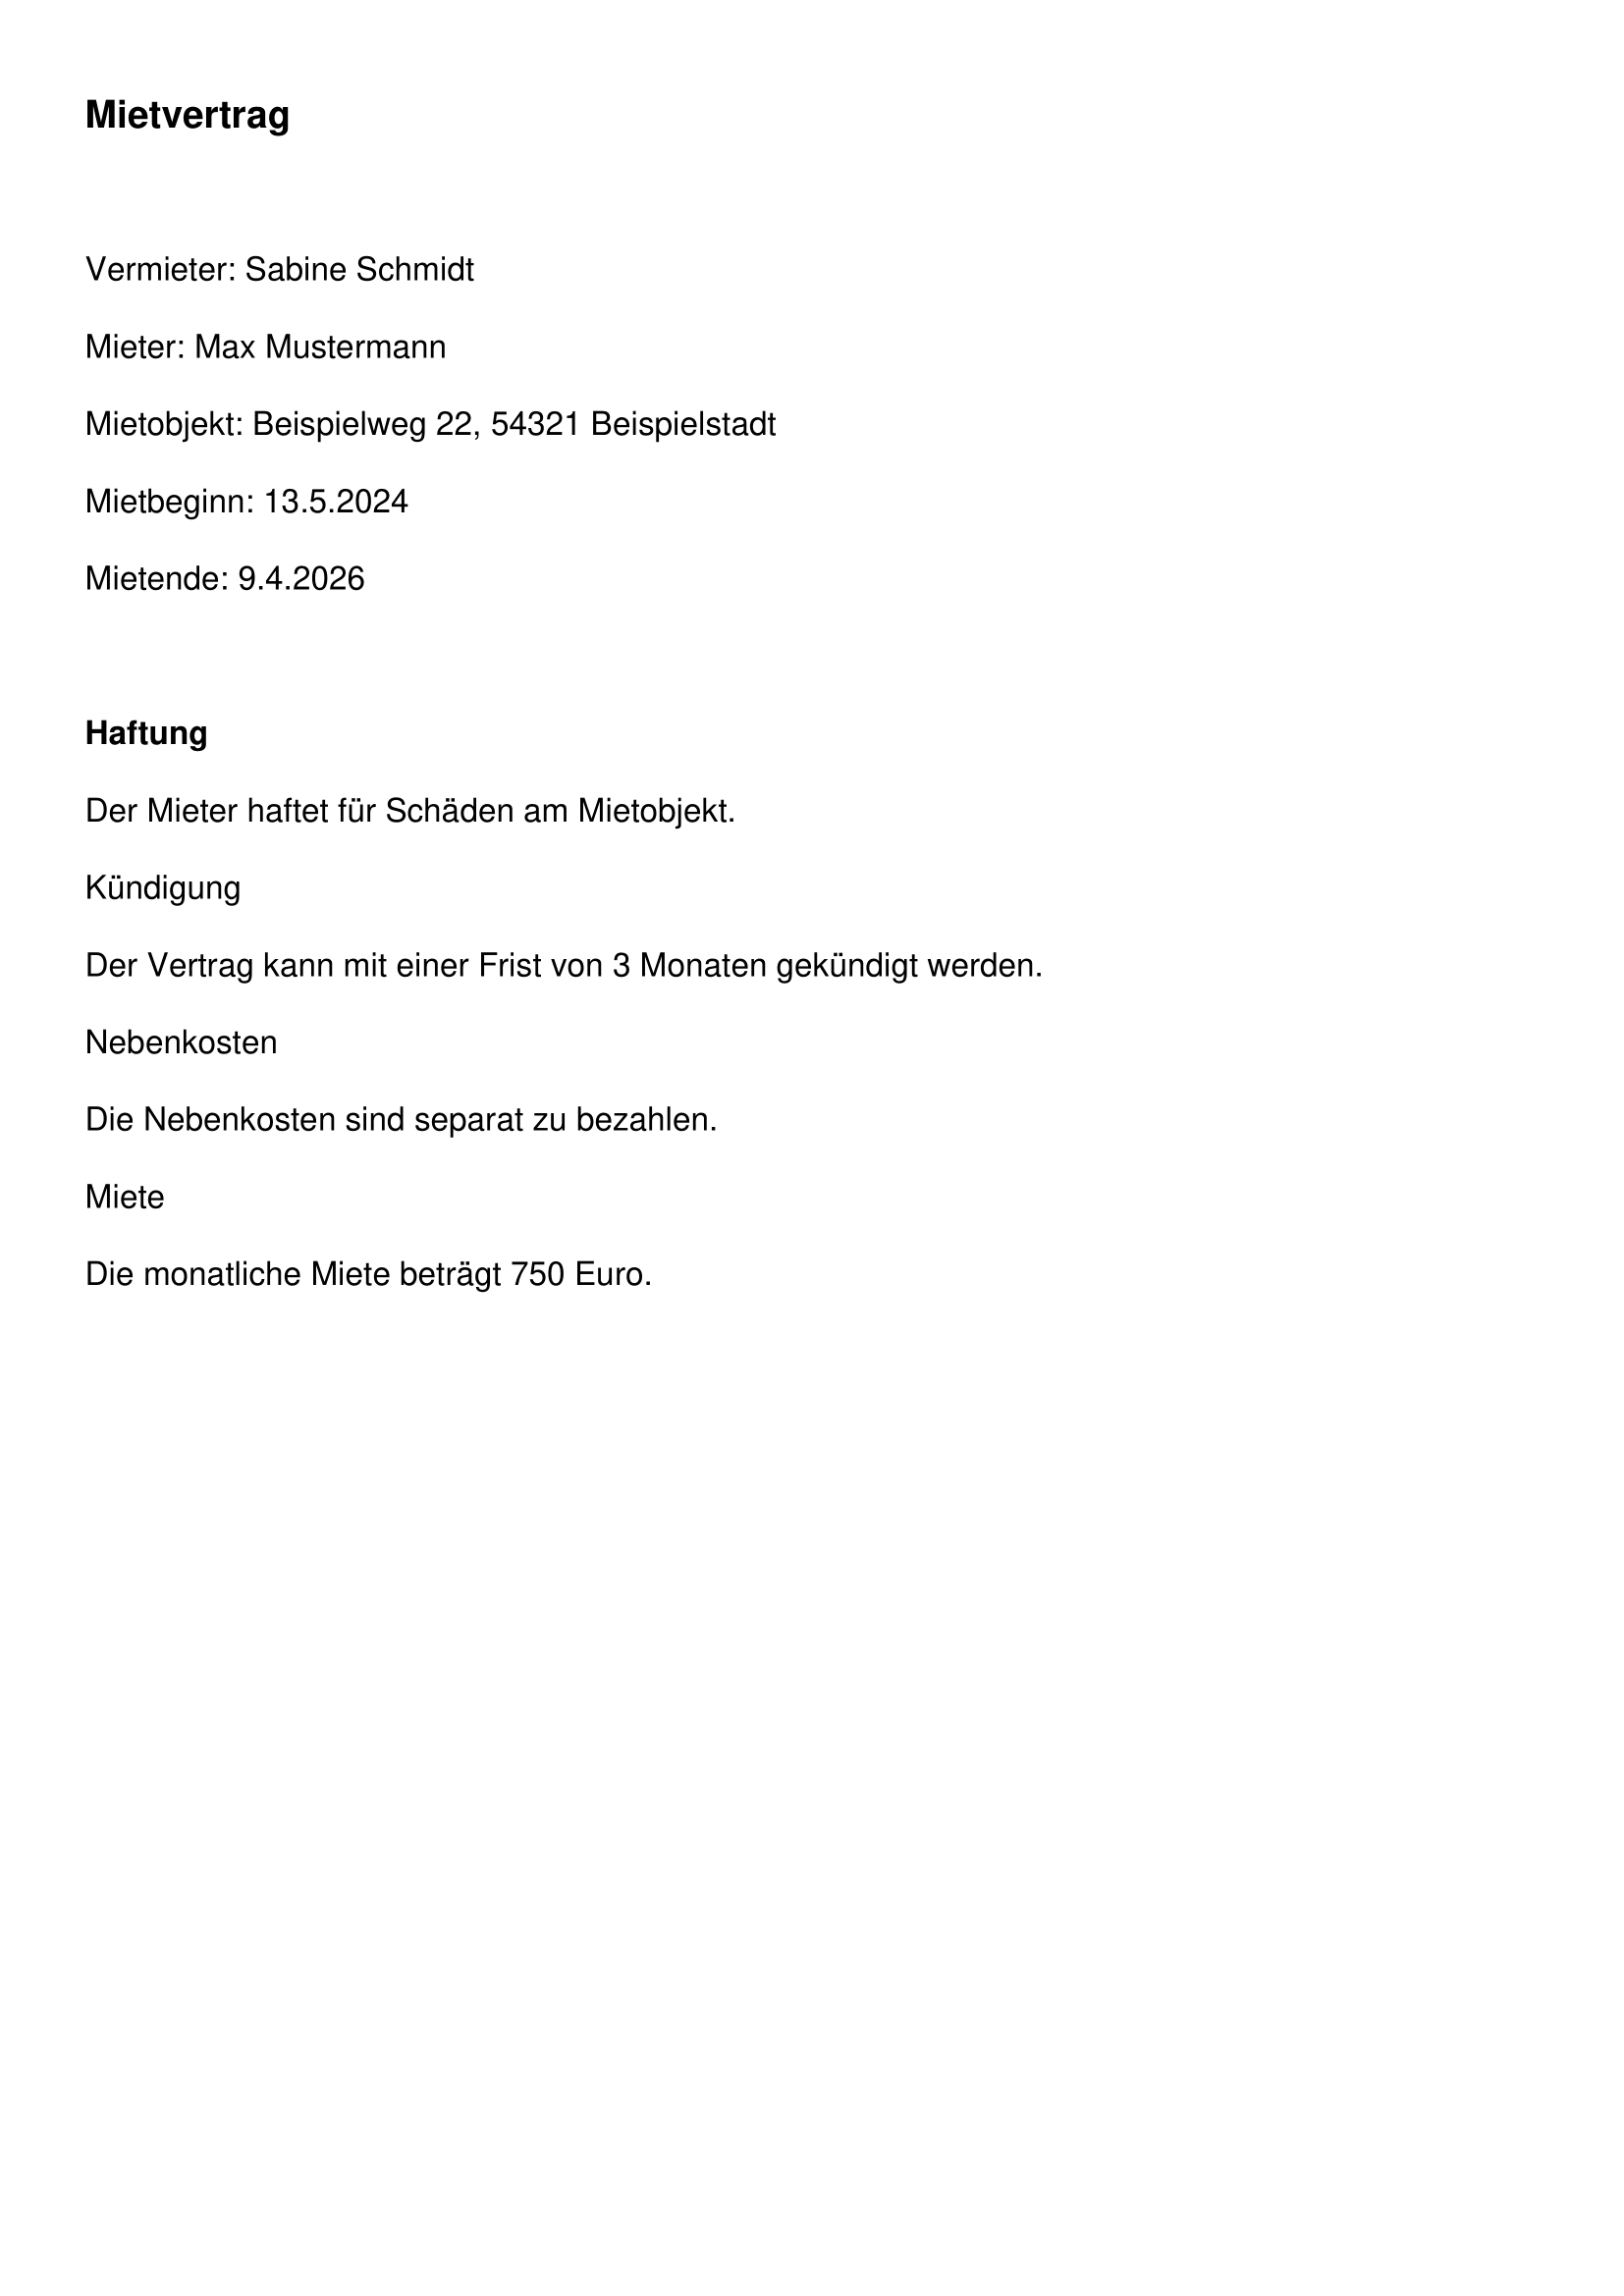 Mietvertrag
Vermieter: Sabine Schmidt
Mieter: Max Mustermann
Mietobjekt: Beispielweg 22, 54321 Beispielstadt
Mietbeginn: 13.5.2024
Mietende: 9.4.2026
Haftung
Der Mieter haftet für Schäden am Mietobjekt.
Kündigung
Der Vertrag kann mit einer Frist von 3 Monaten gekündigt werden.
Nebenkosten
Die Nebenkosten sind separat zu bezahlen.
Miete
Die monatliche Miete beträgt 750 Euro.